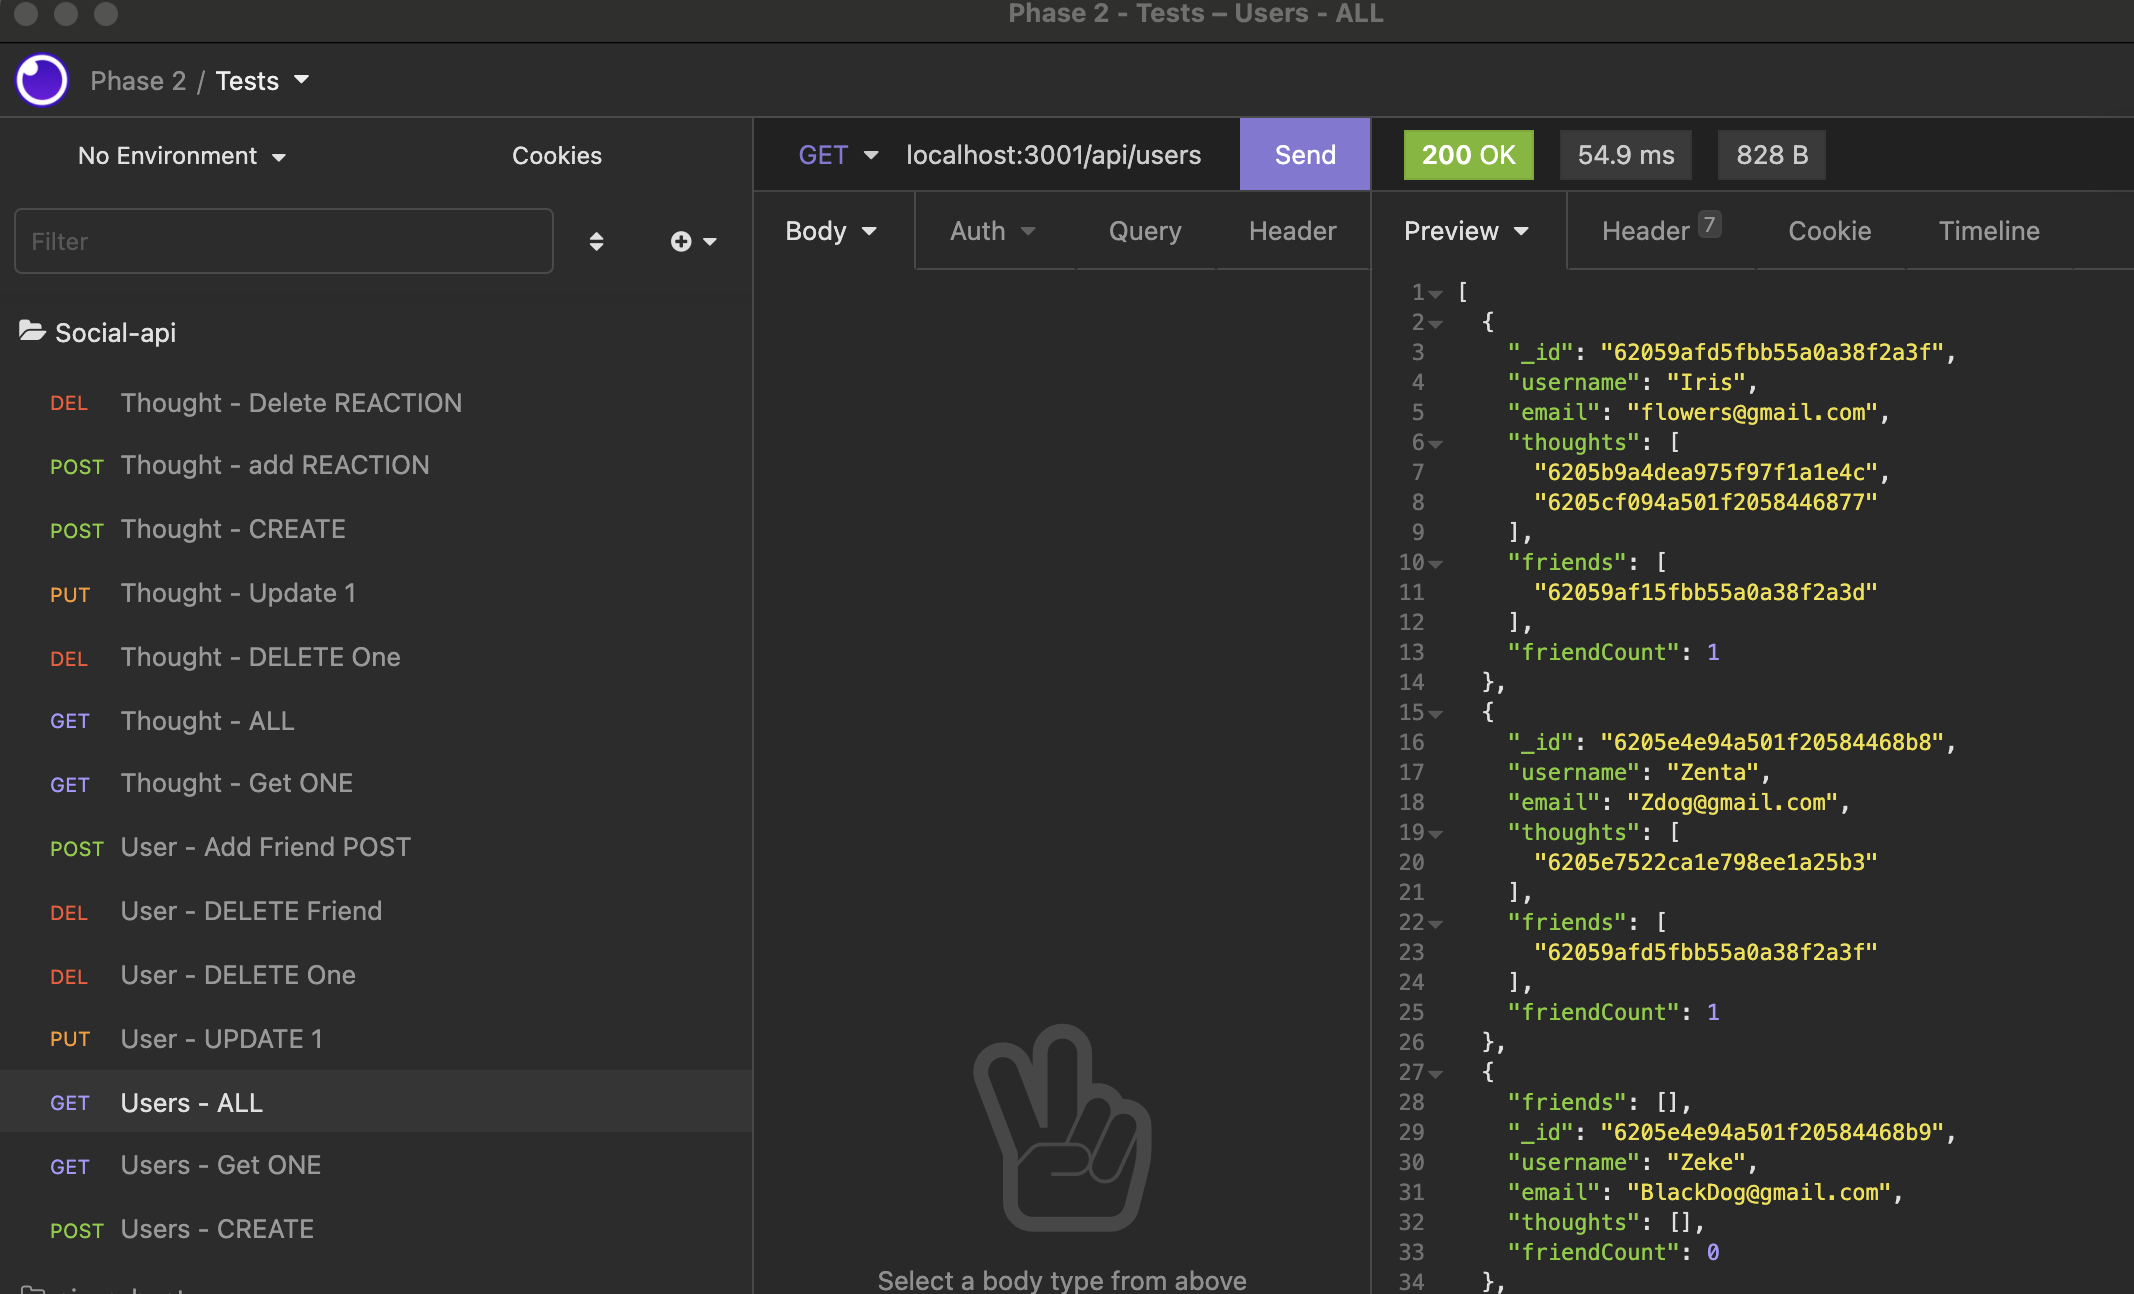 Phase 2 - Tests – Users - ALL
Phase 2 / Tests
No Environment
Cookies
Filter
Social-api
DEL Thought - Delete REACTION
POST Thought - add REACTION
POST Thought - CREATE
PUT Thought - Update 1
DEL Thought - DELETE One
GET Thought - ALL
GET Thought - Get ONE
POST User - Add Friend POST
DEL User - DELETE Friend
DEL User - DELETE One
PUT User - UPDATE 1
GET Users - ALL
GET Users - Get ONE
POST Users - CREATE
GET localhost:3001/api/users Send
Body Auth Query Header
Select a body type from above
200 OK 54.9 ms 828 B
Preview Header 7 Cookie Timeline
1 [
2 {
3 "_id": "62059afd5fbb55a0a38f2a3f",
4 "username": "Iris",
5 "email": "flowers@gmail.com",
6 "thoughts": [
7 "6205b9a4dea975f97f1a1e4c",
8 "6205cf094a501f2058446877"
9 ],
10 "friends": [
11 "62059af15fbb55a0a38f2a3d"
12 ],
13 "friendCount": 1
14 },
15 {
16 "_id": "6205e4e94a501f20584468b8",
17 "username": "Zenta",
18 "email": "Zdog@gmail.com",
19 "thoughts": [
20 "6205e7522ca1e798ee1a25b3"
21 ],
22 "friends": [
23 "62059afd5fbb55a0a38f2a3f"
24 ],
25 "friendCount": 1
26 },
27 {
28 "friends": [],
29 "_id": "6205e4e94a501f20584468b9",
30 "username": "Zeke",
31 "email": "BlackDog@gmail.com",
32 "thoughts": [],
33 "friendCount": 0
34 },